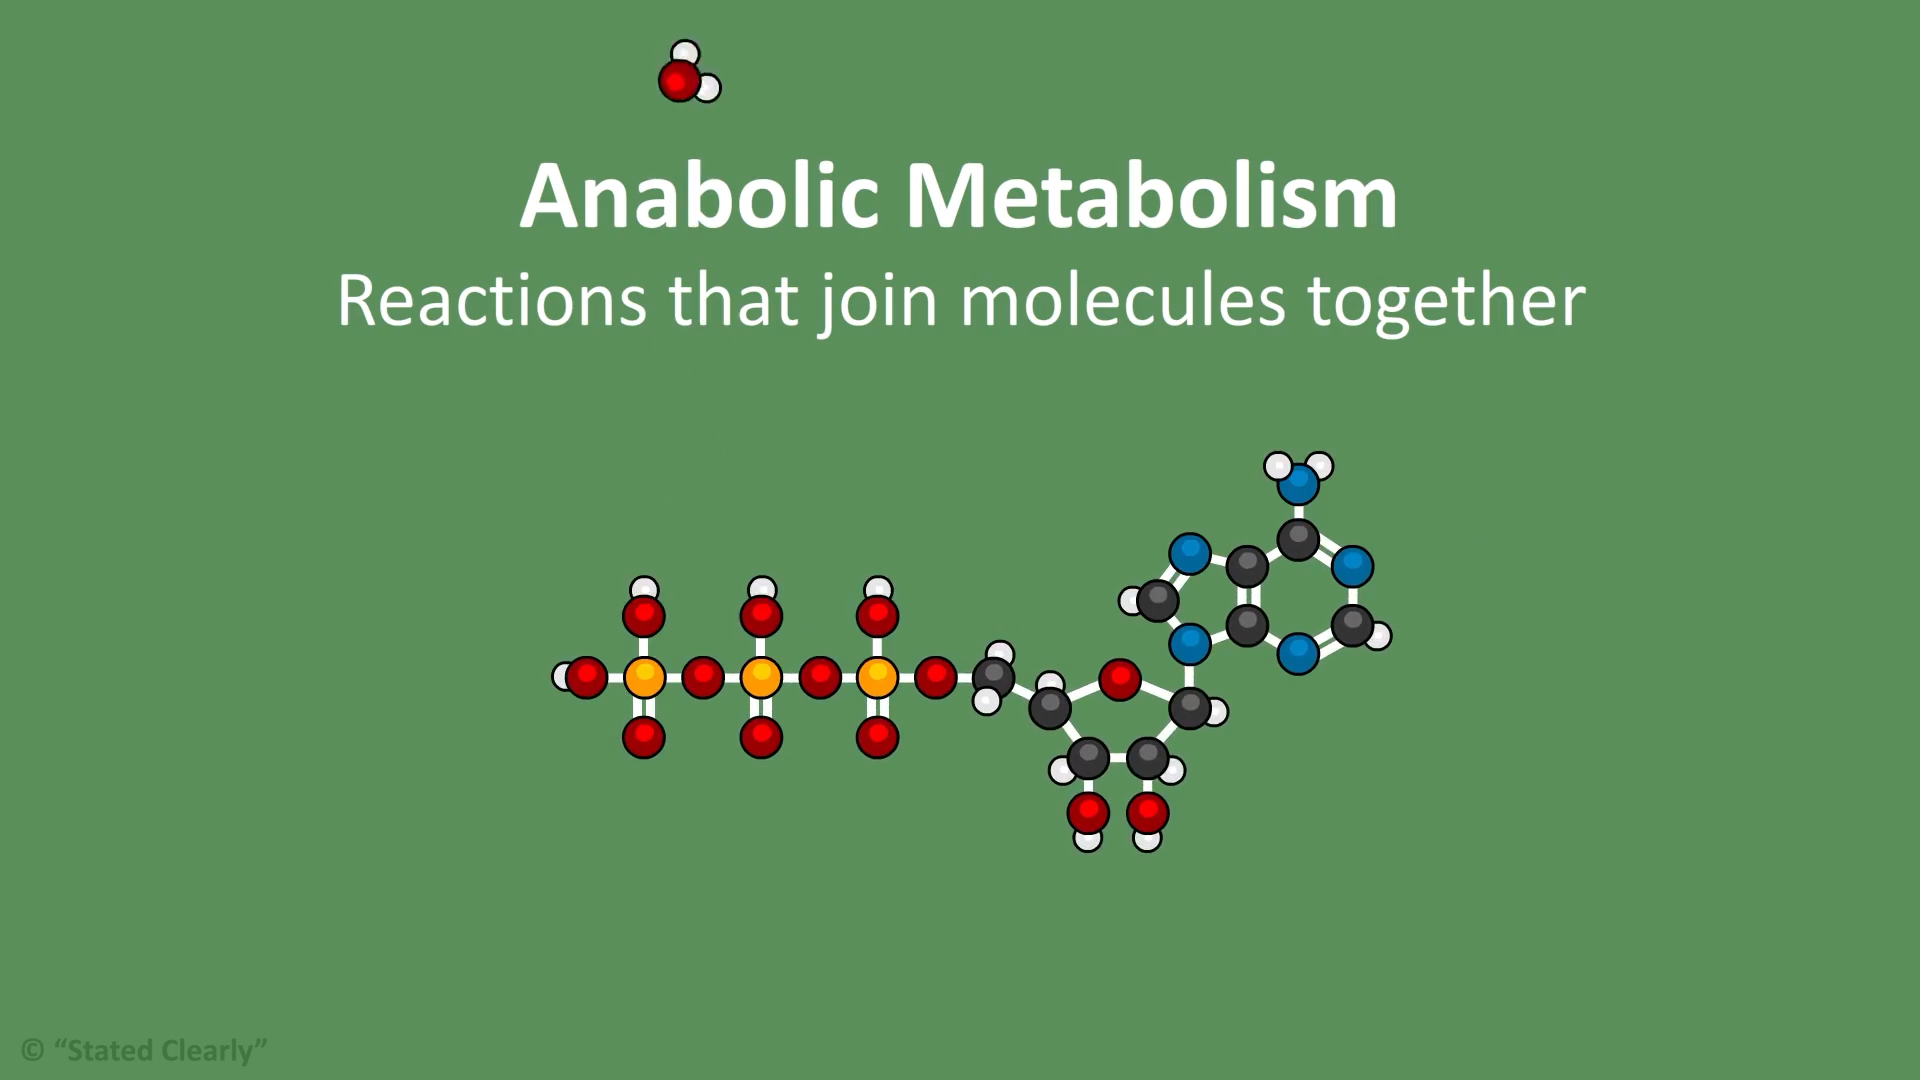 Anabolic Metabolism
Reactions that join molecules together
© “Stated Clearly”